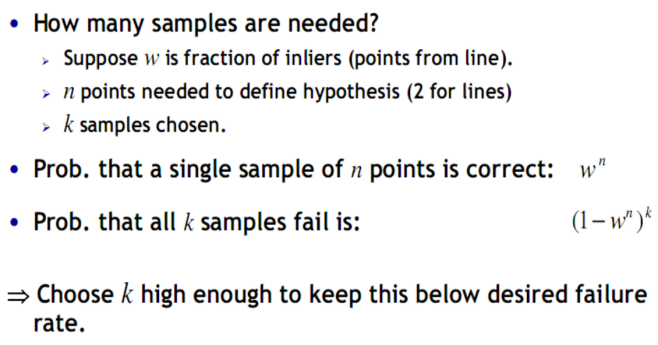 • How many samples are needed?
➢ Suppose w is fraction of inliers (points from line).
➢ n points needed to define hypothesis (2 for lines)
➢ k samples chosen.
• Prob. that a single sample of n points is correct: wⁿ
• Prob. that all k samples fail is: (1 − wⁿ)ᵏ
⇒ Choose k high enough to keep this below desired failure
rate.